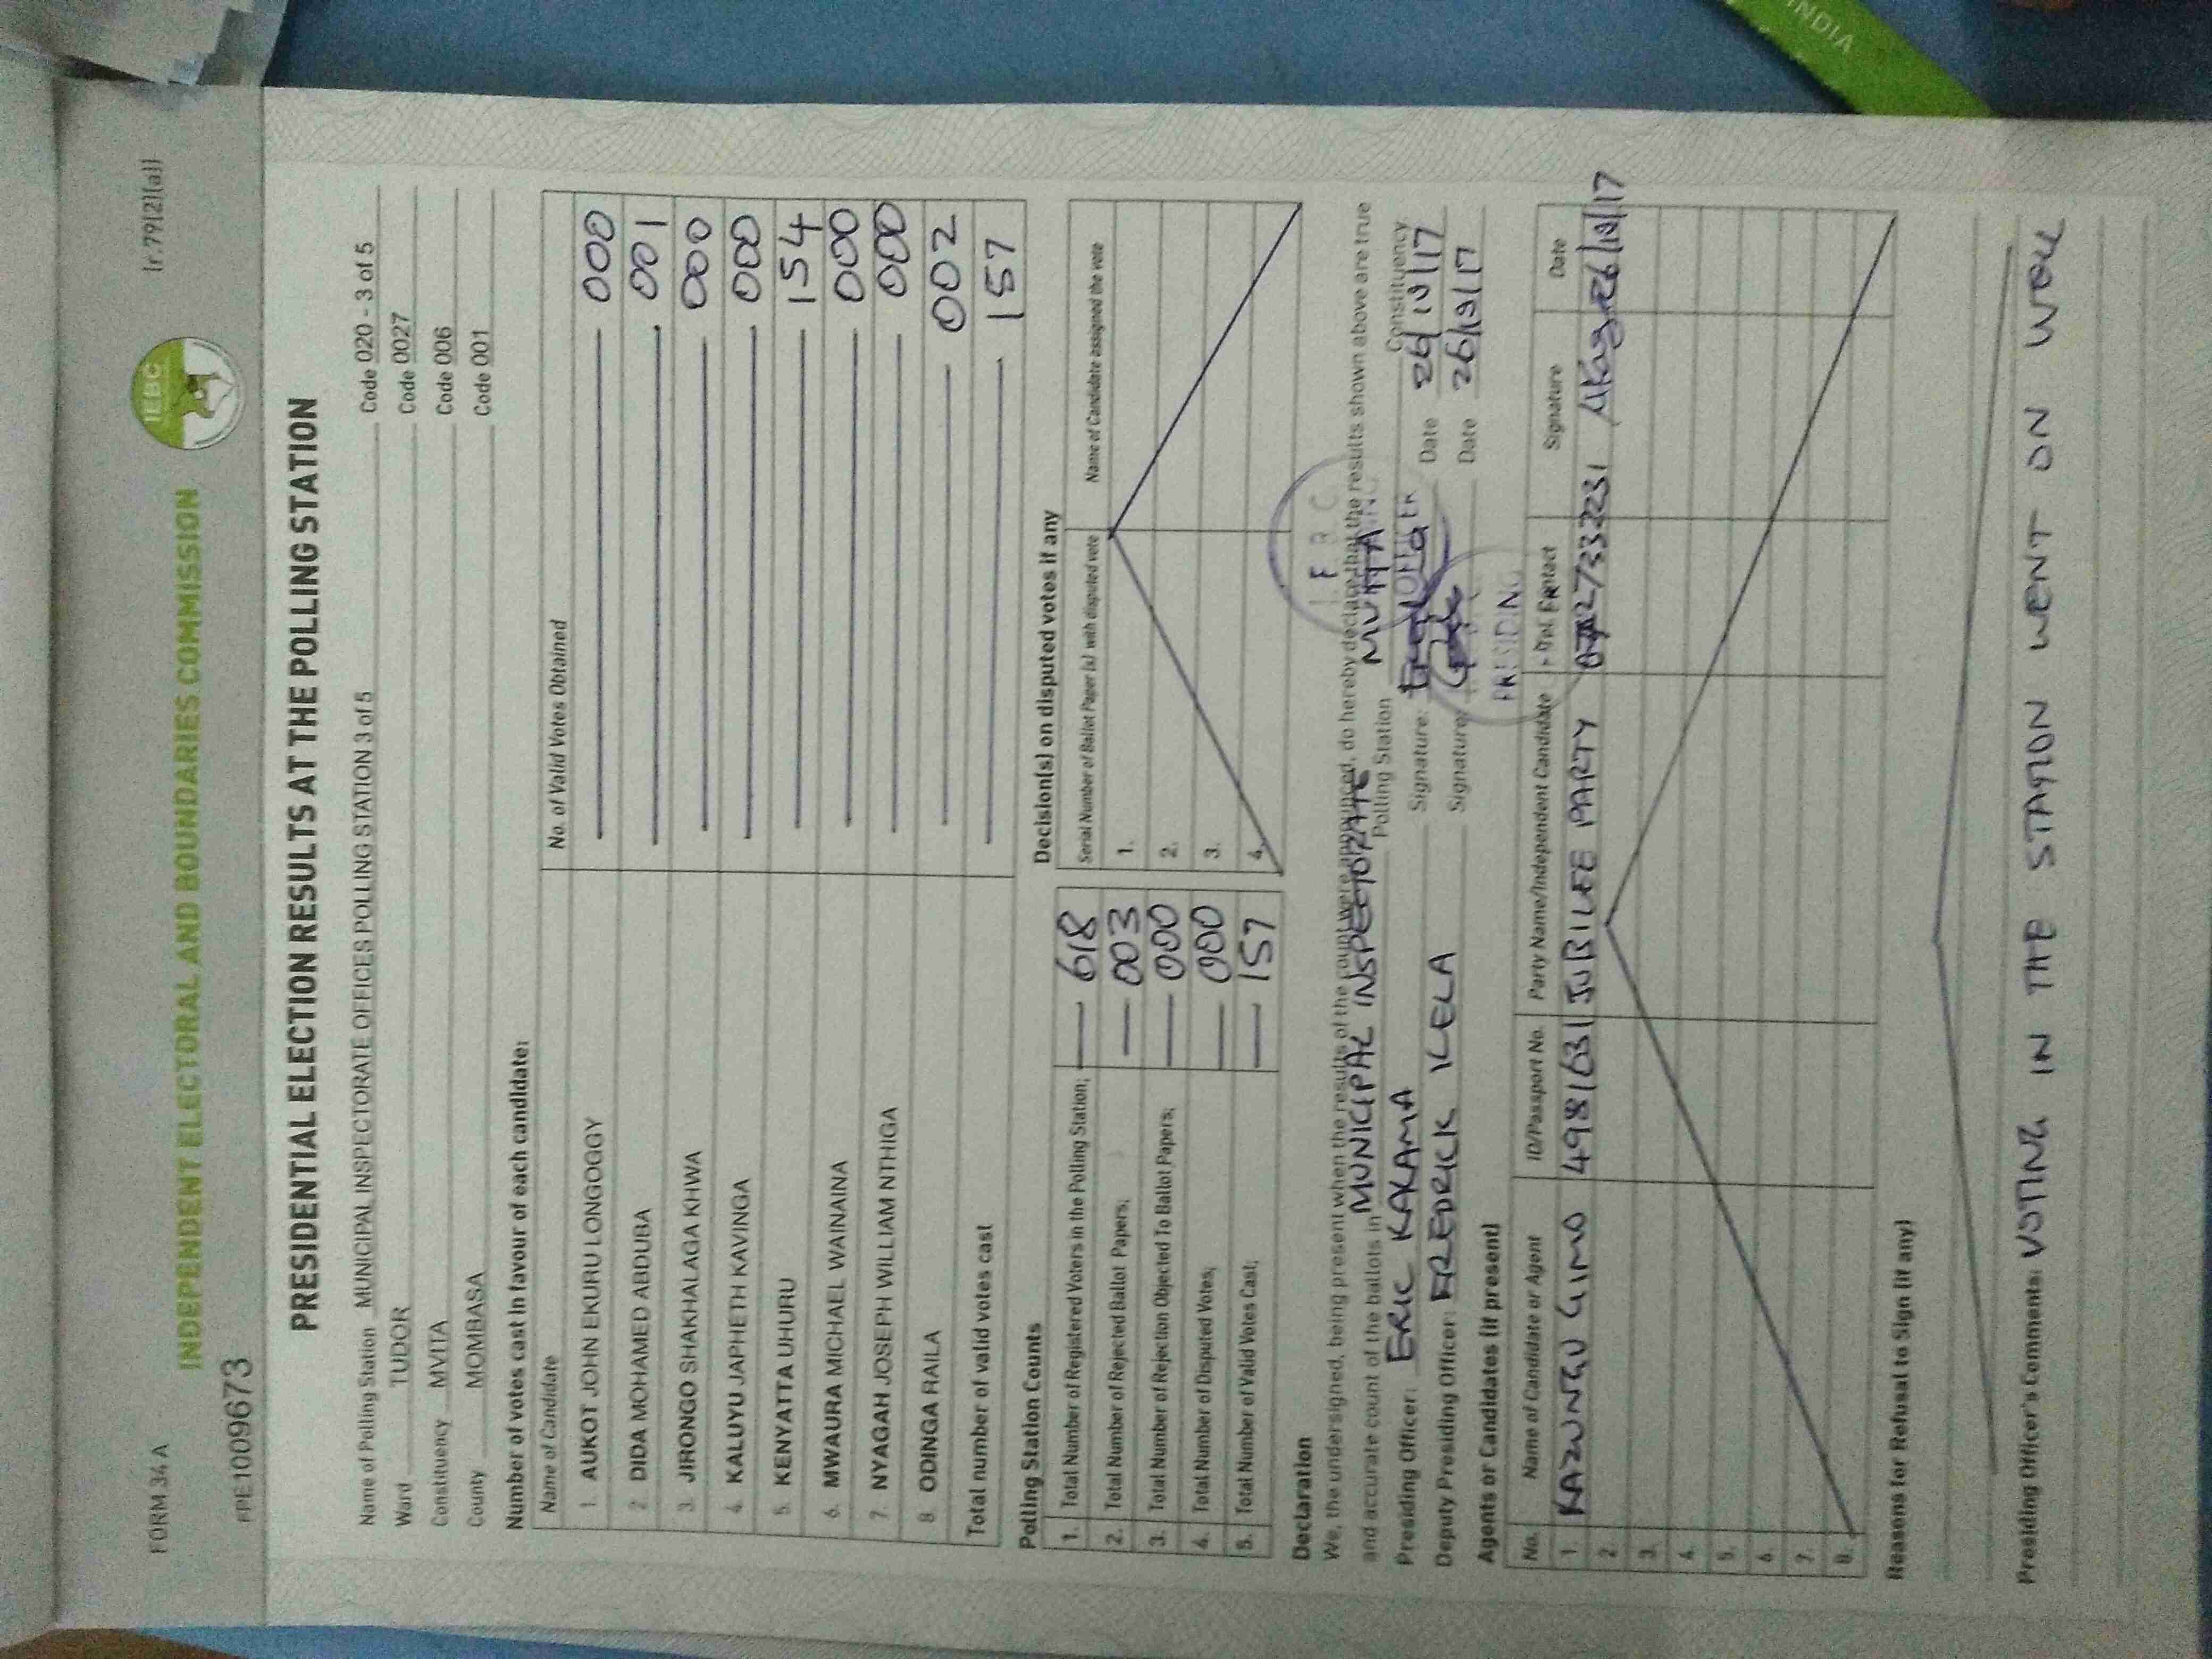 FORM 34 A [r.79(2)(a)]
INDEPENDENT ELECTORAL AND BOUNDARIES COMMISSION
IEBC
PPE1009673
PRESIDENTIAL ELECTION RESULTS AT THE POLLING STATION
Name of Polling Station MUNICIPAL INSPECTORATE OFFICES POLLING STATION 3 of 5 Code 020 - 3 of 5
Ward TUDOR Code 0027
Constituency MVITA Code 006
County MOMBASA Code 001
Number of votes cast in favour of each candidate:
Name of Candidate No. of Valid Votes Obtained
1. AUKOT JOHN EKURU LONGOGGY 000
2. DIDA MOHAMED ABDUBA 001
3. JIRONGO SHAKHALAGA KHWA 000
4. KALUYU JAPHETH KAVINGA 000
5. KENYATTA UHURU 154
6. MWAURA MICHAEL WAINAINA 000
7. NYAGAH JOSEPH WILLIAM NTHIGA 000
8. ODINGA RAILA 002
Total number of valid votes cast 157
Polling Station Counts
1. Total Number of Registered Voters in the Polling Station; 618
2. Total Number of Rejected Ballot Papers; 003
3. Total Number of Rejection Objected To Ballot Papers; 000
4. Total Number of Disputed Votes; 000
5. Total Number of Valid Votes Cast; 157
Decision(s) on disputed votes if any
Serial Number of Ballot Paper (s) with disputed vote Name of Candidate assigned the vote
1.
2.
3.
4.
Declaration
We, the undersigned, being present when the results of the count were announced, do hereby declare that the results shown above are true
and accurate count of the ballots in MUNICIPAL INSPECTORATE Polling Station MVITA Constituency
Presiding Officer: ERIC KALAMA Signature: Date 26/10/17
Deputy Presiding Officer: FREDRICK ILELA Signature: Date 26/10/17
IEBC
PRESIDING
Agents or Candidates (if present)
No. Name of Candidate or Agent ID/Passport No. Party Name/Independent Candidate Signature Date
1. KAZUNGU GIMO 4981631 JUBILEE PARTY
2.
3.
4.
5.
6.
7.
8.
Reasons for Refusal to Sign (if any)
Presiding Officer's Comments: VOTING IN THE STATION WENT ON WELL
INDIA